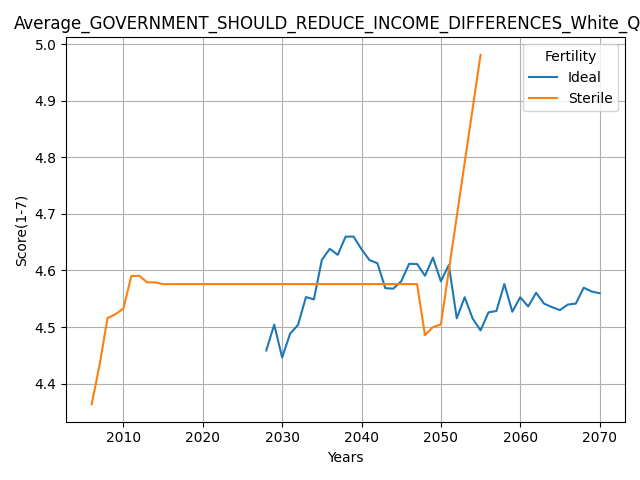 Average_GOVERNMENT_SHOULD_REDUCE_INCOME_DIFFERENCES_White_Q
5.0
4.9
4.8
4.7
4.6
4.5
4.4
Score(1-7)
Fertility
Ideal
Sterile
2010 2020 2030 2040 2050 2060 2070
Years